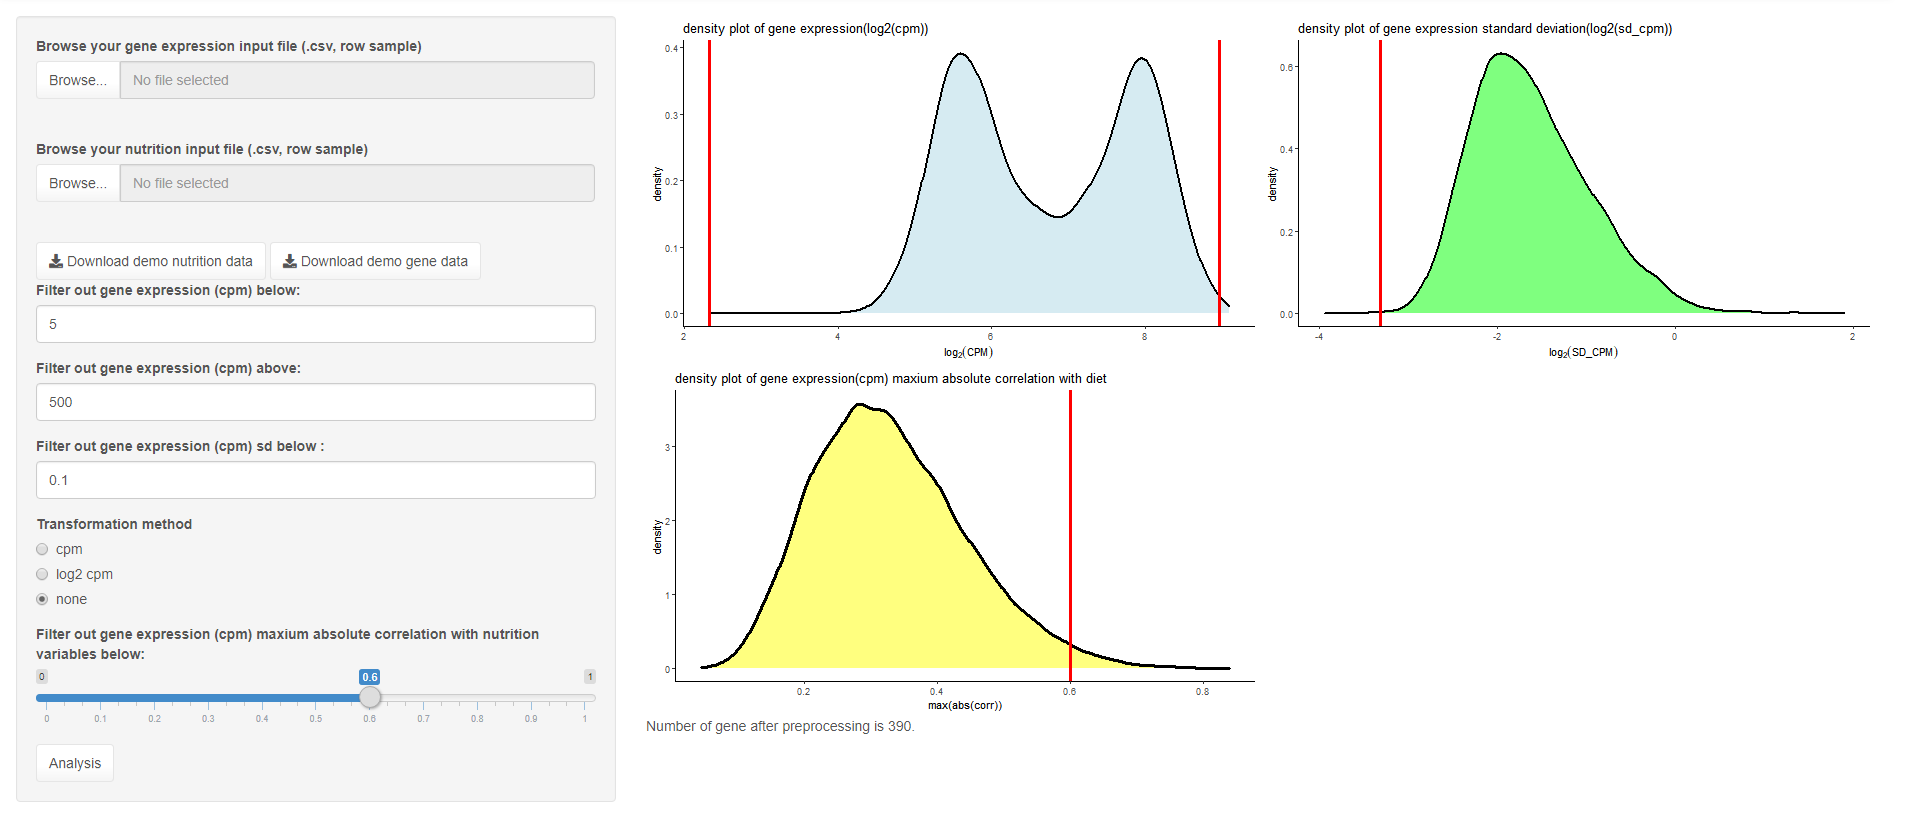 Browse your gene expression input file (.csv, row sample)
Browse... No file selected
Browse your nutrition input file (.csv, row sample)
Browse... No file selected
Download demo nutrition data Download demo gene data
Filter out gene expression (cpm) below:
5
Filter out gene expression (cpm) above:
500
Filter out gene expression (cpm) sd below :
0.1
Transformation method
cpm
log2 cpm
none
Filter out gene expression (cpm) maxium absolute correlation with nutrition
variables below:
0 0.6 1
0 0.1 0.2 0.3 0.4 0.5 0.6 0.7 0.8 0.9 1
Analysis
density plot of gene expression(log2(cpm))
density
0.4
0.3
0.2
0.1
0.0
2 4 6 8
log2(CPM)
density plot of gene expression standard deviation(log2(sd_cpm))
density
0.6
0.4
0.2
0.0
-4 -2 0 2
log2(SD_CPM)
density plot of gene expression(cpm) maxium absolute correlation with diet
density
3
2
1
0
0.2 0.4 0.6 0.8
max(abs(corr))
Number of gene after preprocessing is 390.